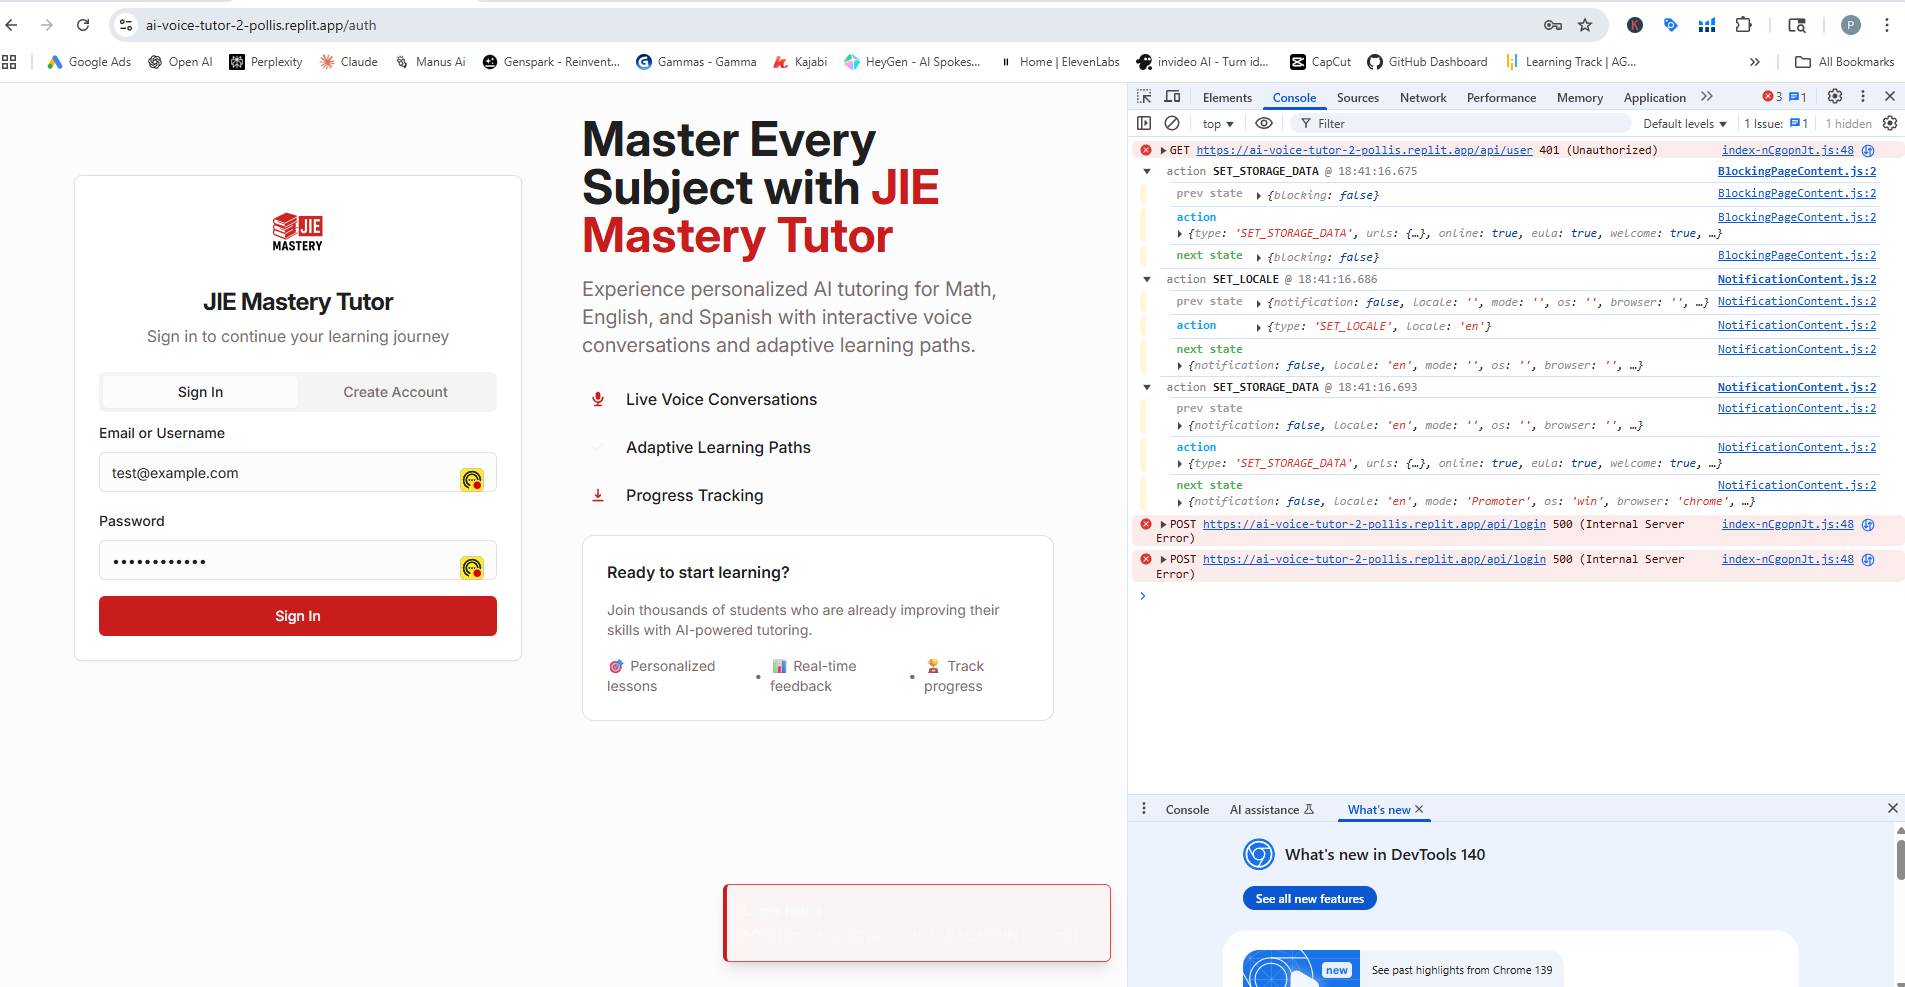 ai-voice-tutor-2-pollis.replit.app/auth
K
P
Google Ads
Open AI
Perplexity
Claude
Manus Ai
Genspark - Reinvent...
Gammas - Gamma
Kajabi
HeyGen - AI Spokes...
Home | ElevenLabs
invideo AI - Turn id...
CapCut
GitHub Dashboard
Learning Track | AG...
»
All Bookmarks
JIE
MASTERY
JIE Mastery Tutor
Sign in to continue your learning journey
Sign In
Create Account
Email or Username
test@example.com
Password
••••••••••••
Sign In
Master Every
Subject with JIE
Mastery Tutor
Experience personalized AI tutoring for Math,
English, and Spanish with interactive voice
conversations and adaptive learning paths.
Live Voice Conversations
Adaptive Learning Paths
Progress Tracking
Ready to start learning?
Join thousands of students who are already improving their
skills with AI-powered tutoring.
🎯 Personalized lessons
• 📊 Real-time feedback
• 🏆 Track progress
Elements Console Sources Network Performance Memory Application » 3 1
top ▼ Filter Default levels ▼ 1 Issue: 1 1 hidden
▶GET https://ai-voice-tutor-2-pollis.replit.app/api/user 401 (Unauthorized) index-nCgopnJt.js:48
▼ action SET_STORAGE_DATA @ 18:41:16.675 BlockingPageContent.js:2
prev state ▶{blocking: false} BlockingPageContent.js:2
action BlockingPageContent.js:2
▶{type: 'SET_STORAGE_DATA', urls: {…}, online: true, eula: true, welcome: true, …}
next state ▶{blocking: false} BlockingPageContent.js:2
▼ action SET_LOCALE @ 18:41:16.686 NotificationContent.js:2
prev state ▶{notification: false, locale: '', mode: '', os: '', browser: '', …} NotificationContent.js:2
action ▶{type: 'SET_LOCALE', locale: 'en'} NotificationContent.js:2
next state NotificationContent.js:2
▶{notification: false, locale: 'en', mode: '', os: '', browser: '', …}
▼ action SET_STORAGE_DATA @ 18:41:16.693 NotificationContent.js:2
prev state NotificationContent.js:2
▶{notification: false, locale: 'en', mode: '', os: '', browser: '', …}
action NotificationContent.js:2
▶{type: 'SET_STORAGE_DATA', urls: {…}, online: true, eula: true, welcome: true, …}
next state NotificationContent.js:2
▶{notification: false, locale: 'en', mode: 'Promoter', os: 'win', browser: 'chrome', …}
▶POST https://ai-voice-tutor-2-pollis.replit.app/api/login 500 (Internal Server index-nCgopnJt.js:48
Error)
▶POST https://ai-voice-tutor-2-pollis.replit.app/api/login 500 (Internal Server index-nCgopnJt.js:48
Error)
>
Console AI assistance What's new
What's new in DevTools 140
See all new features
new
See past highlights from Chrome 139